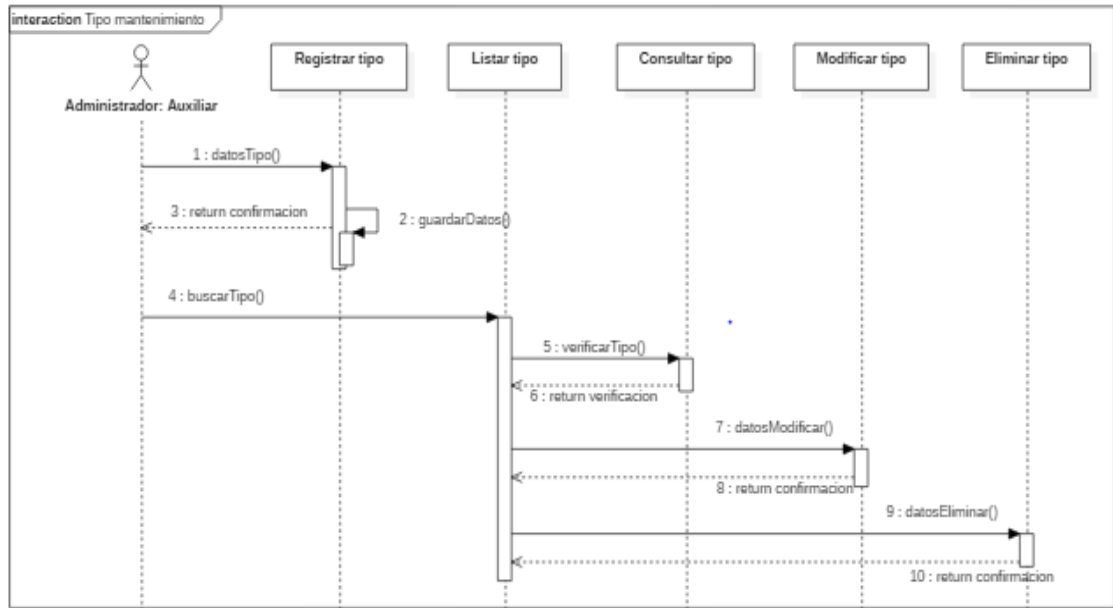 interaction Tipo mantenimiento
Registrar tipo
Listar tipo
Consultar tipo
Modificar tipo
Eliminar tipo
Administrador: Auxiliar
1 : datosTipo()
3 : return confirmacion
2 : guardarDatos()
4 : buscarTipo()
5 : verificarTipo()
6 : return verificacion
7 : datosModificar()
8 : return confirmacion
9 : datosEliminar()
10 : return confirmacion